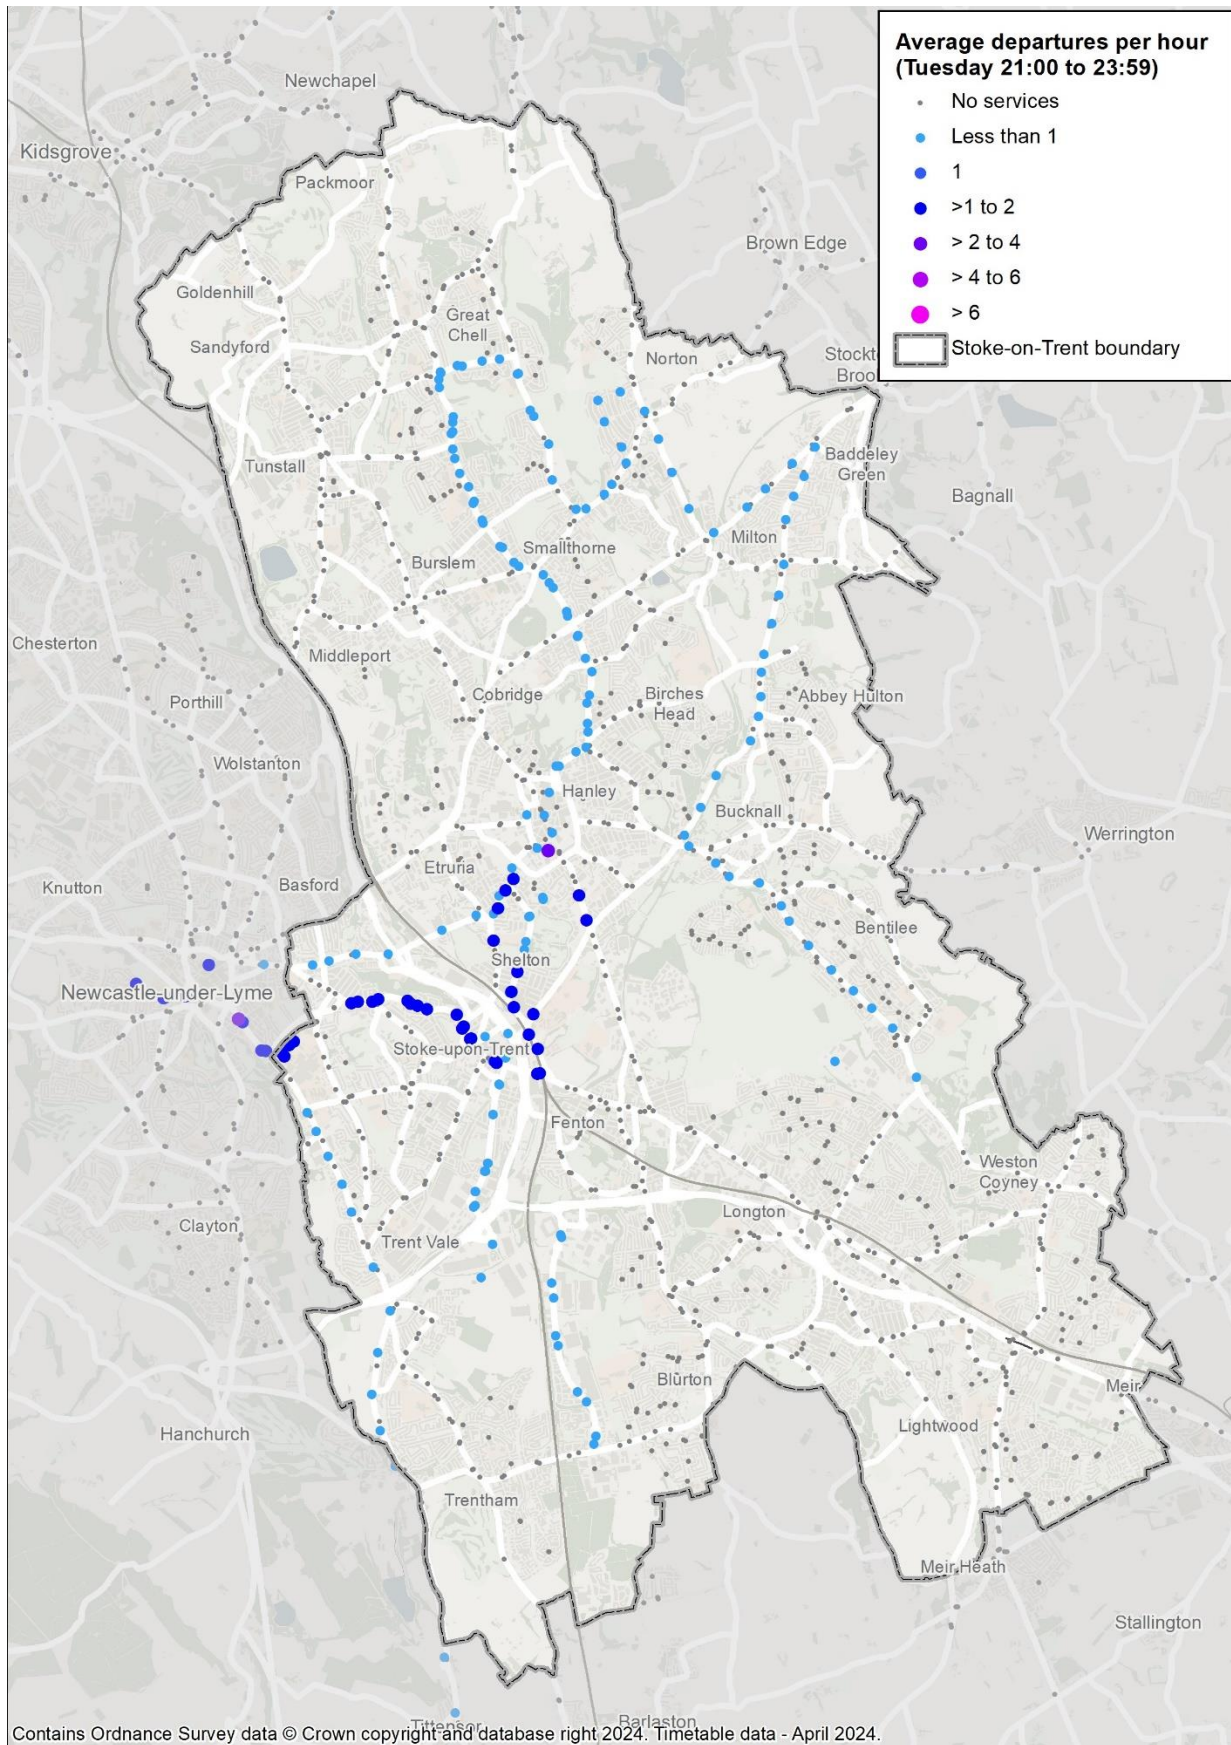 Average departures per hour
(Tuesday 21:00 to 23:59)
No services
Less than 1
1
>1 to 2
> 2 to 4
> 4 to 6
> 6
Stoke-on-Trent boundary
Newchapel
Kidsgrove
Packmoor
Brown Edge
Goldenhill
Great
Chell
Sandyford
Norton
Stockt
Broo
Tunstall
Baddeley
Green
Bagnall
Milton
Smallthorne
Burslem
Chesterton
Middleport
Porthill
Cobridge
Birches
Head
Abbey Hulton
Wolstanton
Hanley
Bucknall
Werrington
Etruria
Knutton
Basford
Bentilee
Shelton
Newcastle-under-Lyme
Stoke-upon-Trent
Fenton
Weston
Coyney
Longton
Clayton
Trent Vale
Blurton
Meir
Hanchurch
Lightwood
Trentham
Meir Heath
Stallington
Tittensor
Barlaston
Contains Ordnance Survey data © Crown copyright and database right 2024. Timetable data - April 2024.